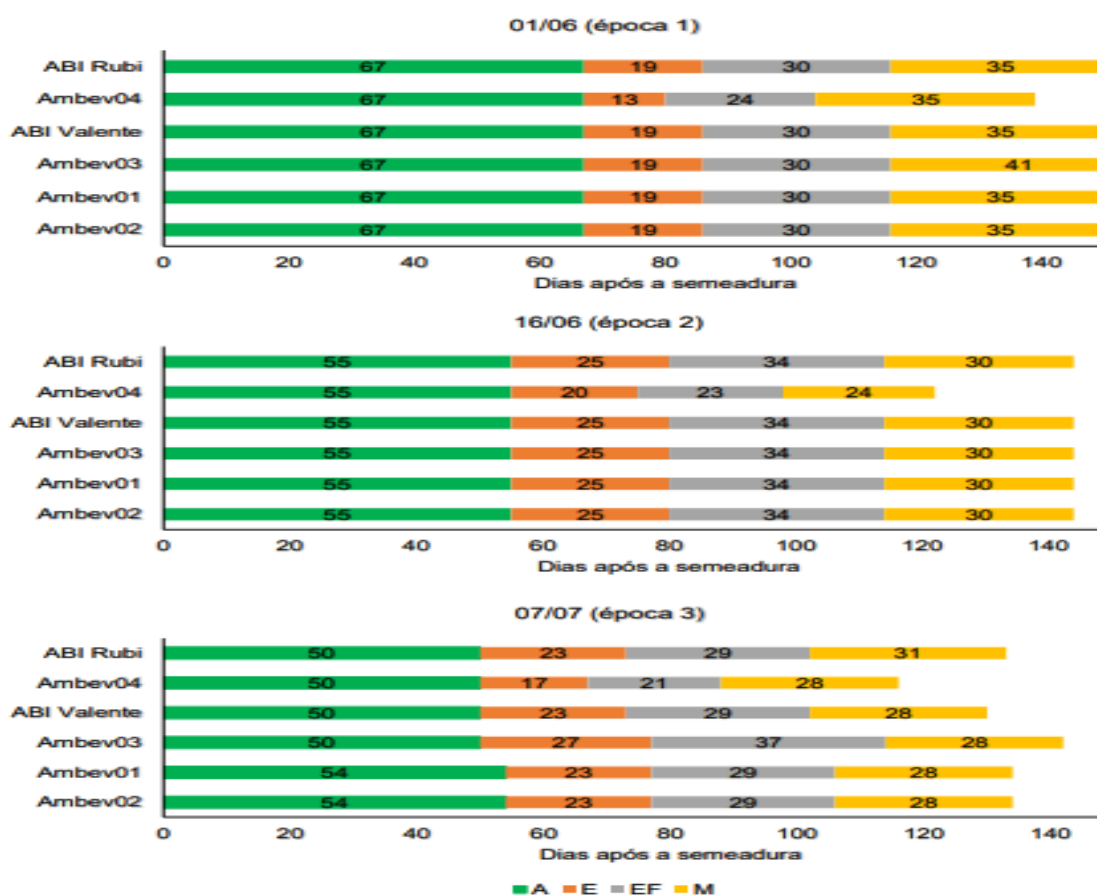 01/06 (época 1)
ABI Rubi 67 19 30 35
Ambev04 67 13 24 35
ABI Valente 67 19 30 35
Ambev03 67 19 30 41
Ambev01 67 19 30 35
Ambev02 67 19 30 35
0 20 40 60 80 100 120 140
Dias após a semeadura
16/06 (época 2)
ABI Rubi 55 25 34 30
Ambev04 55 20 23 24
ABI Valente 55 25 34 30
Ambev03 55 25 34 30
Ambev01 55 25 34 30
Ambev02 55 25 34 30
0 20 40 60 80 100 120 140
Dias após a semeadura
07/07 (época 3)
ABI Rubi 50 23 29 31
Ambev04 50 17 21 28
ABI Valente 50 23 29 28
Ambev03 50 27 37 28
Ambev01 54 23 29 28
Ambev02 54 23 29 28
0 20 40 60 80 100 120 140
Dias após a semeadura
A E EF M